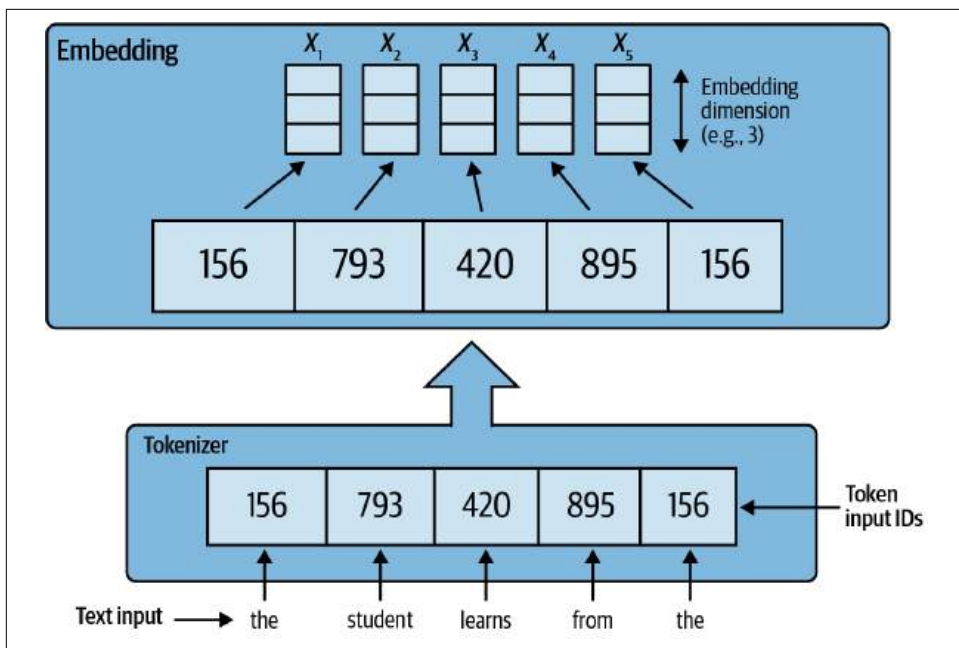 Embedding
X1 X2 X3 X4 X5
Embedding
dimension
(e.g., 3)
156 793 420 895 156
Tokenizer
156 793 420 895 156
Token
input IDs
Text input the student learns from the